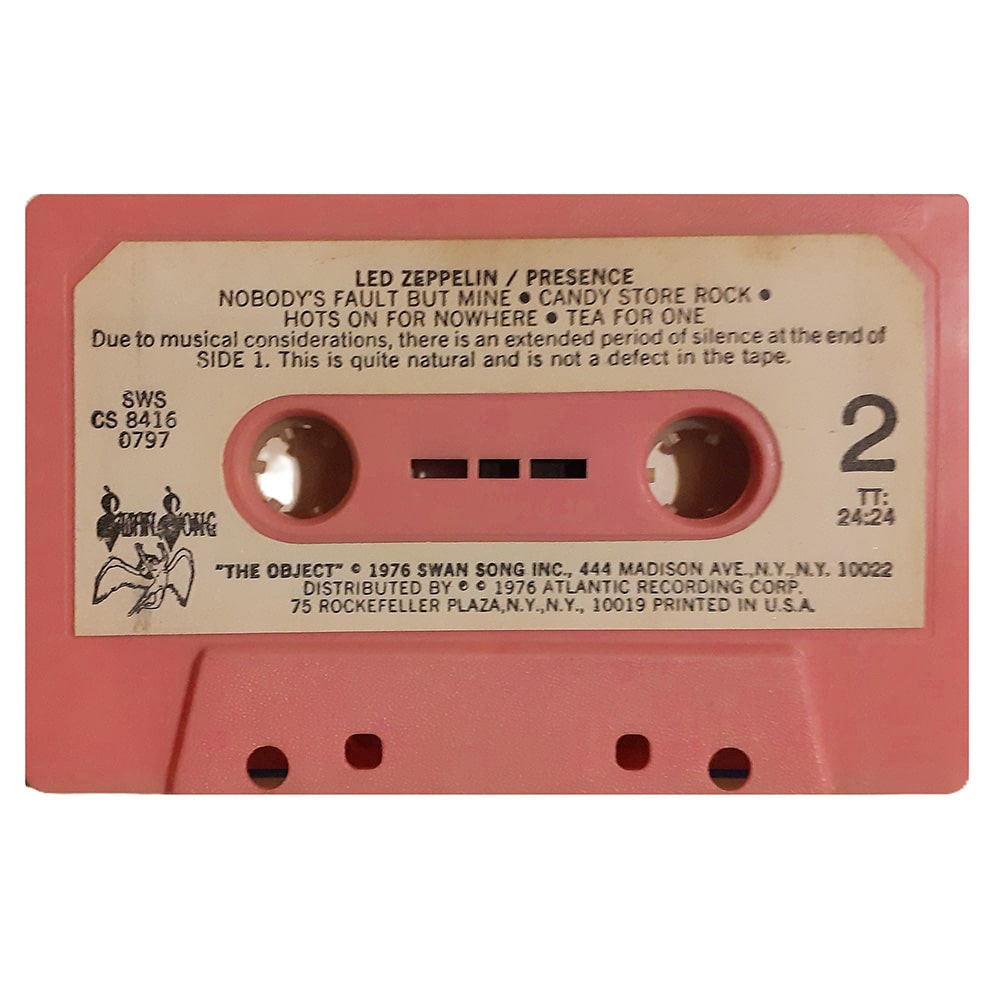 LED ZEPPELIN / PRESENCE
NOBODY'S FAULT BUT MINE • CANDY STORE ROCK •
HOTS ON FOR NOWHERE • TEA FOR ONE
Due to musical considerations, there is an extended period of silence at the end of
SIDE 1. This is quite natural and is not a defect in the tape.
SWS
CS 8416
0797
2
TT:
24:24
SWAN SONG
"THE OBJECT" © 1976 SWAN SONG INC., 444 MADISON AVE.,N.Y.,N.Y. 10022
DISTRIBUTED BY ℗ © 1976 ATLANTIC RECORDING CORP.
75 ROCKEFELLER PLAZA,N.Y.,N.Y., 10019 PRINTED IN U.S.A.